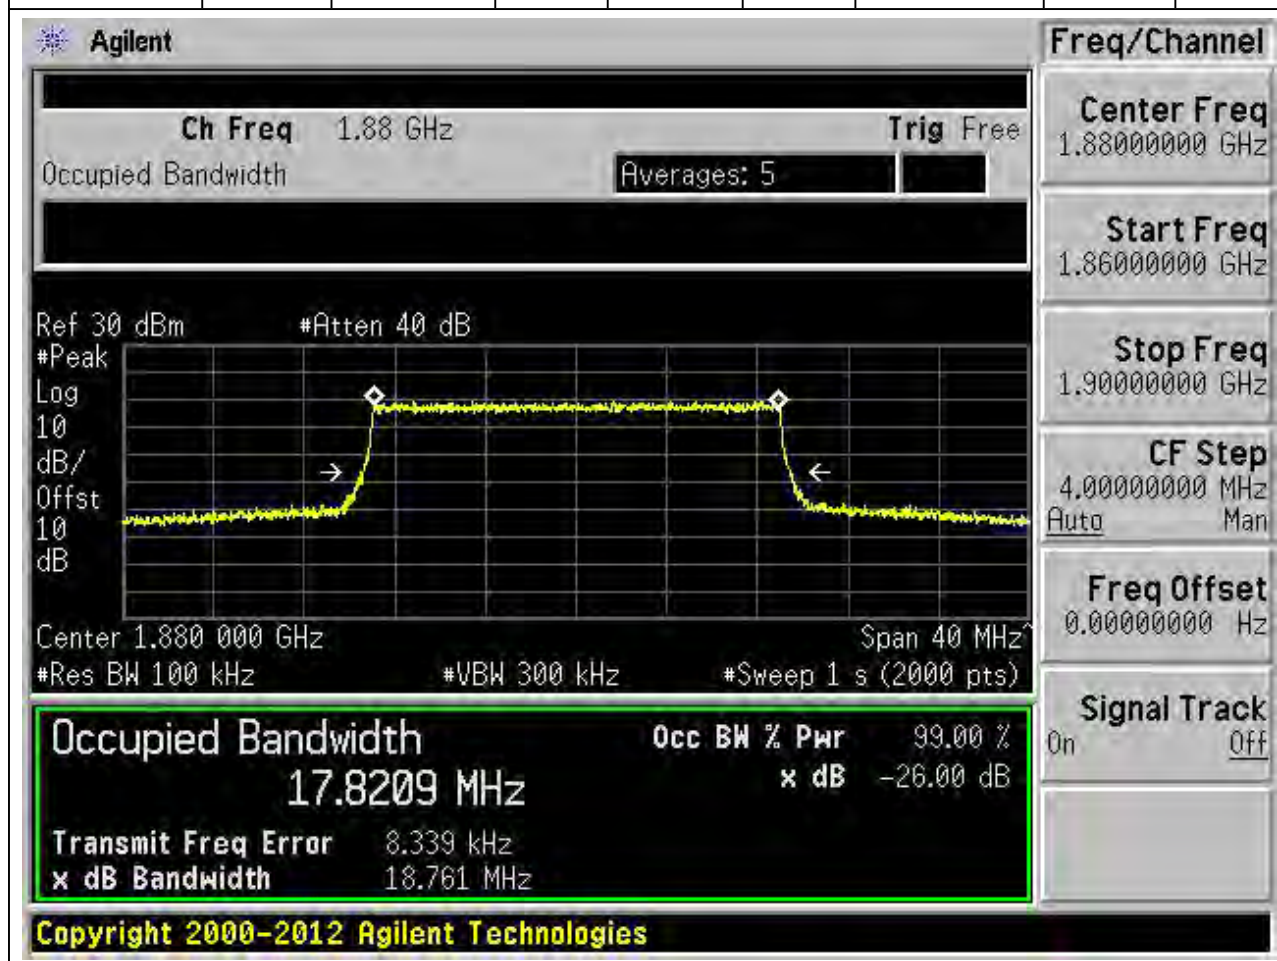 Agilent
Freq/Channel
Ch Freq 1.88 GHz Trig Free
Occupied Bandwidth Averages: 5
Center Freq
1.88000000 GHz
Start Freq
1.86000000 GHz
Stop Freq
1.90000000 GHz
CF Step
4.00000000 MHz
Auto Man
Freq Offset
0.00000000 Hz
Signal Track
On Off
Ref 30 dBm #Atten 40 dB
#Peak
Log
10
dB/
Offst
10
dB
Center 1.880 000 GHz Span 40 MHz^
#Res BW 100 kHz #VBW 300 kHz #Sweep 1 s (2000 pts)
Occupied Bandwidth Occ BW % Pwr 99.00 %
17.8209 MHz x dB -26.00 dB
Transmit Freq Error 8.339 kHz
x dB Bandwidth 18.761 MHz
Copyright 2000-2012 Agilent Technologies